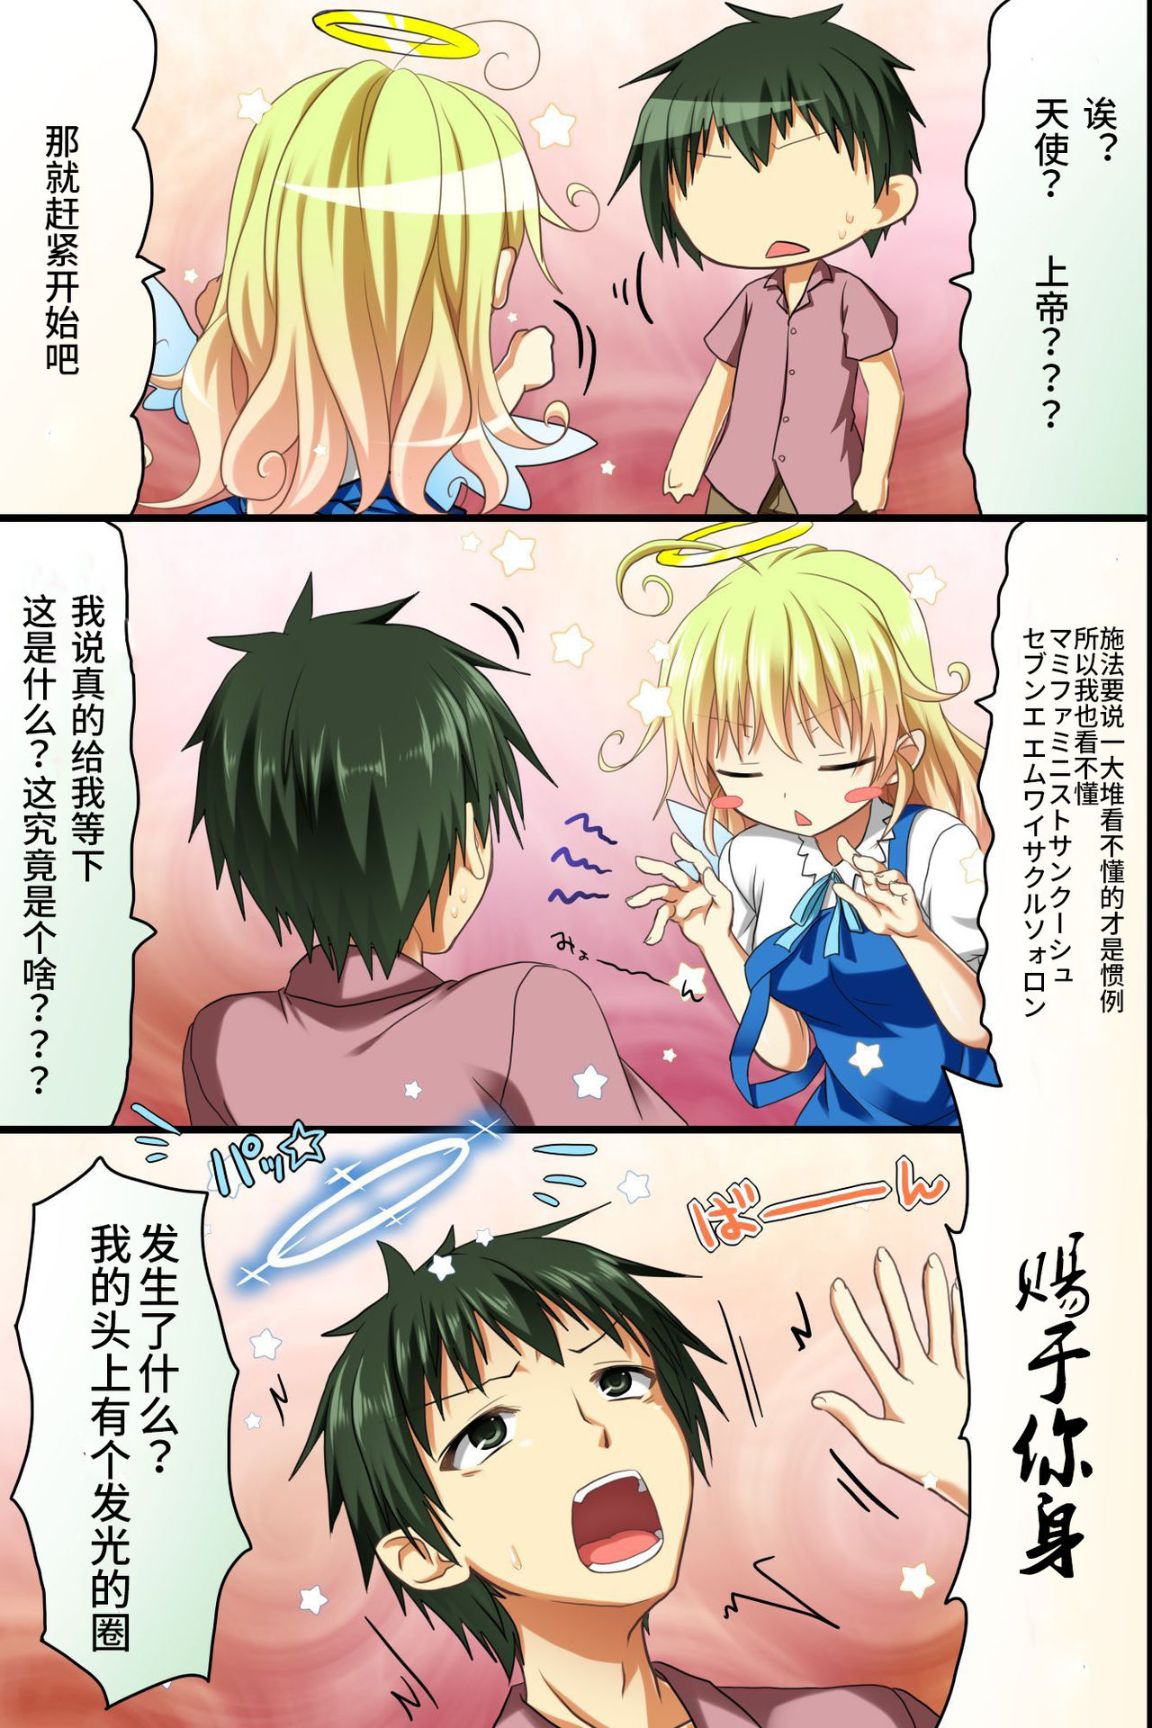 诶？
天使？ 上帝？？？
那就赶紧开始吧
施法要说一大堆看不懂的才是惯例
所以我也看不懂
マミファミニストサンクーシュ
セブンエエムワイサクルソォロン
みょーん
我说真的给我等下
这是什么？这究竟是个啥？？？
赐于你身
ばーーん
パッ☆
发生了什么？
我的头上有个发光的圈